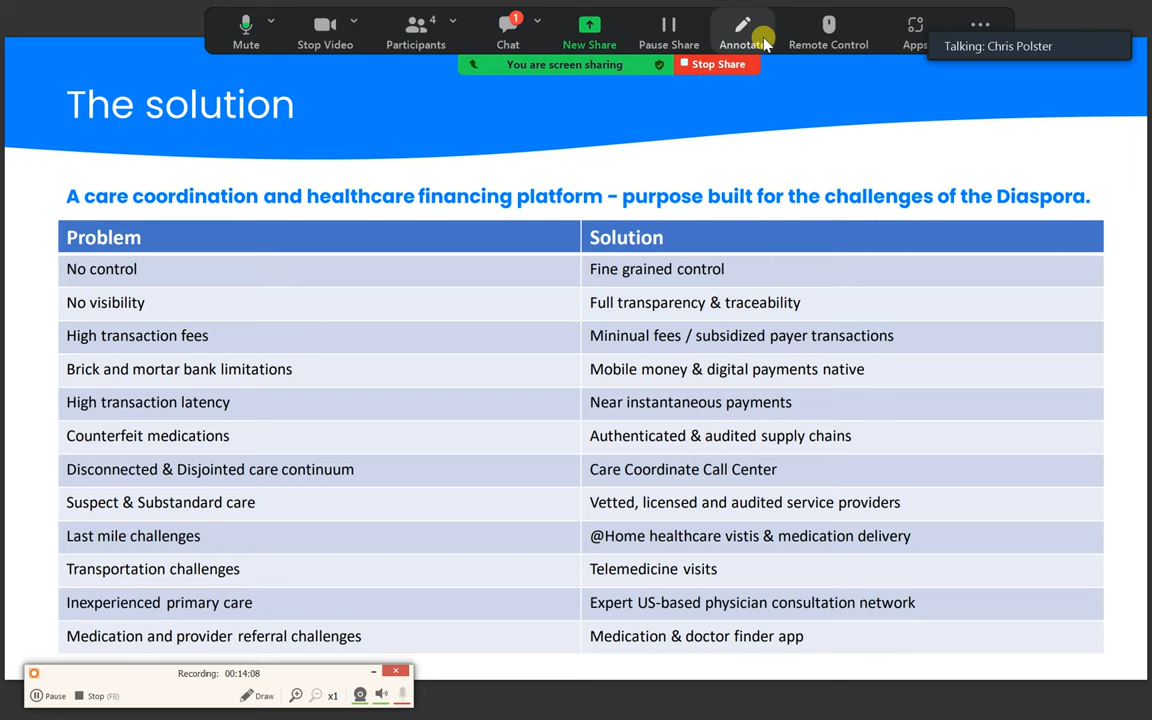 4
1
Mute
Stop Video
Participants
Chat
New Share
Pause Share
Annotate
Remote Control
Apps
Talking: Chris Polster
You are screen sharing
Stop Share
The solution
A care coordination and healthcare financing platform – purpose built for the challenges of the Diaspora.
Problem Solution
No control Fine grained control
No visibility Full transparency & traceability
High transaction fees Mininual fees / subsidized payer transactions
Brick and mortar bank limitations Mobile money & digital payments native
High transaction latency Near instantaneous payments
Counterfeit medications Authenticated & audited supply chains
Disconnected & Disjointed care continuum Care Coordinate Call Center
Suspect & Substandard care Vetted, licensed and audited service providers
Last mile challenges @Home healthcare vistis & medication delivery
Transportation challenges Telemedicine visits
Inexperienced primary care Expert US-based physician consultation network
Medication and provider referral challenges Medication & doctor finder app
Recording: 00:14:08
Pause Stop (F8) Draw x1